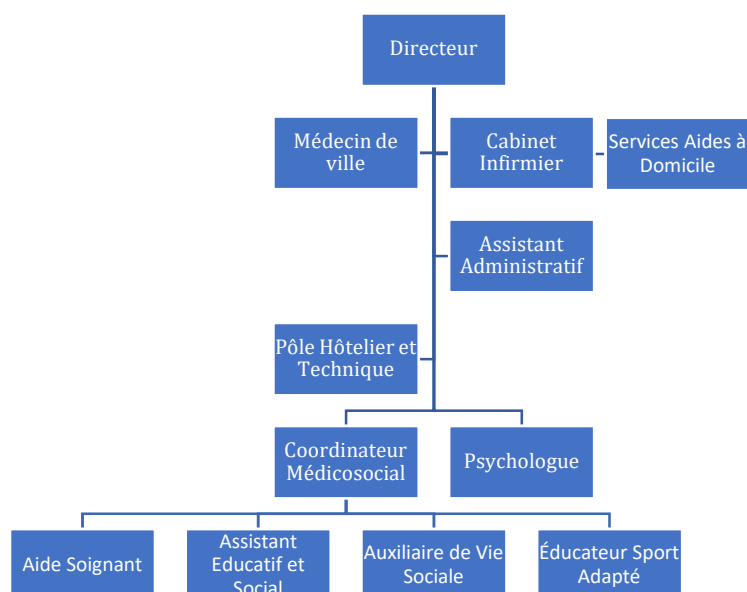 Directeur
Médecin de
ville
Cabinet
Infirmier
Services Aides à
Domicile
Assistant
Administratif
Pôle Hôtelier et
Technique
Coordinateur
Médicosocial
Psychologue
Aide Soignant
Assistant
Educatif et
Social
Auxiliaire de Vie
Sociale
Éducateur Sport
Adapté